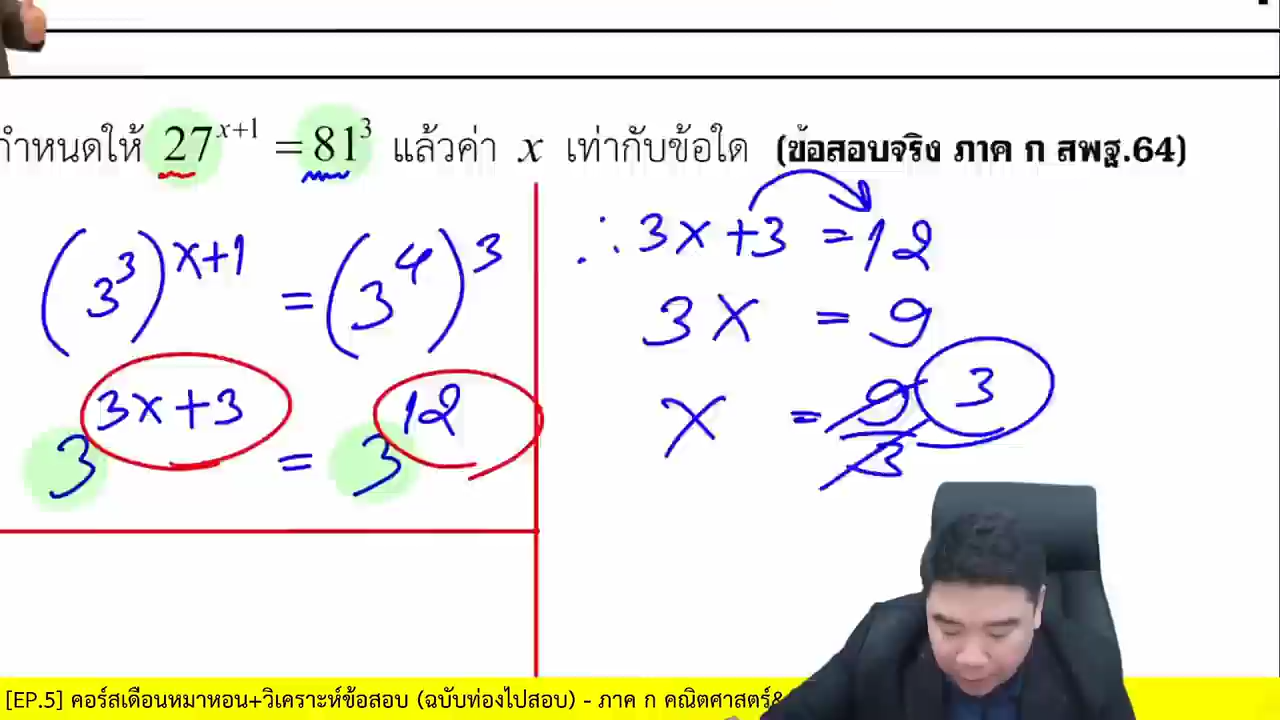 กำหนดให้ 27^{x+1} = 81^3 แล้วค่า x เท่ากับข้อใด (ข้อสอบจริง ภาค ก สพฐ.64)
(3^3)^{x+1} = (3^4)^3
3^{3x+3} = 3^{12}
∴ 3x + 3 = 12
3x = 9
x = 9/3 3
[EP.5] คอร์สเดือนหมาหอน+วิเคราะห์ข้อสอบ (ฉบับท่องไปสอบ) - ภาค ก คณิตศาสตร์&